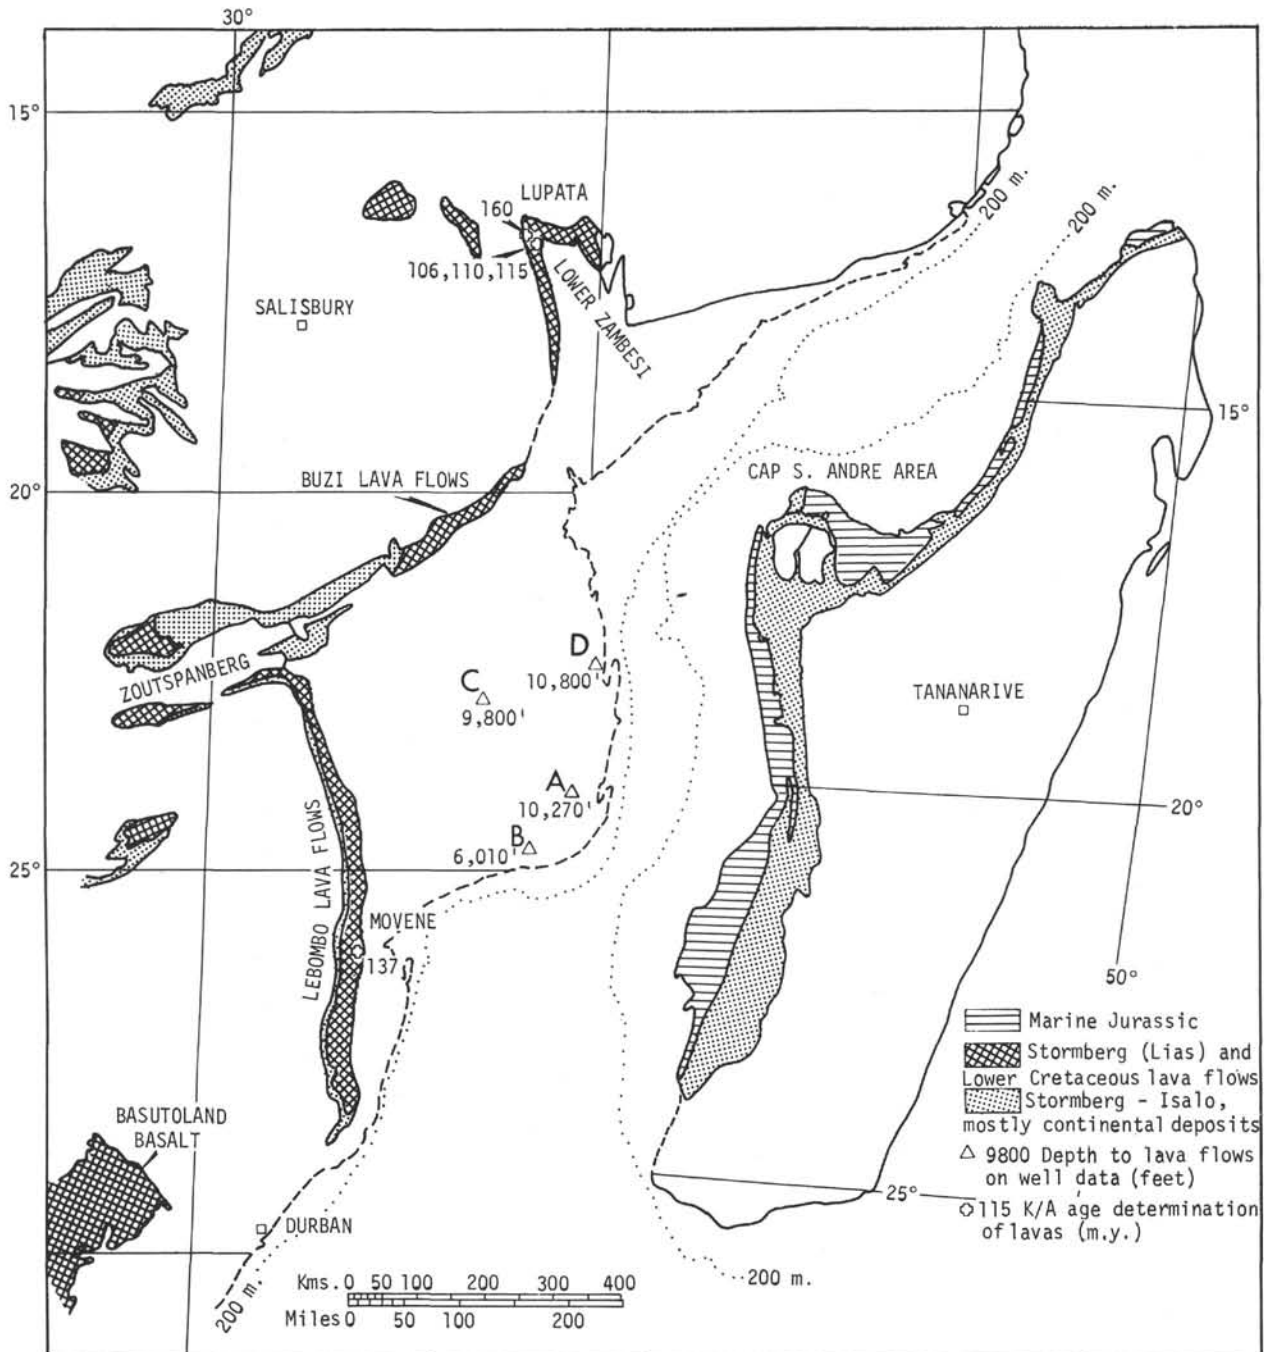 30°
15°
200 m.
200 m.
LUPATA
160
106,110,115
LOWER ZAMBESI
SALISBURY
15°
CAP S. ANDRE AREA
BUZI LAVA FLOWS
20°
D
10,800'
ZOUTSPANBERG
C
9,800'
TANANARIVE
A
10,270'
20°
B
6,010'
25°
LEBOMBO LAVA FLOWS
MOVENE
137
50°
Marine Jurassic
Stormberg (Lias) and
Lower Cretaceous lava flows
Stormberg - Isalo,
mostly continental deposits
9800 Depth to lava flows
on well data (feet)
115 K/A age determination
of lavas (m.y.)
BASUTOLAND
BASALT
25°
DURBAN
200 m.
200 m.
Kms. 0 50 100 200 300 400
Miles 0 50 100 200